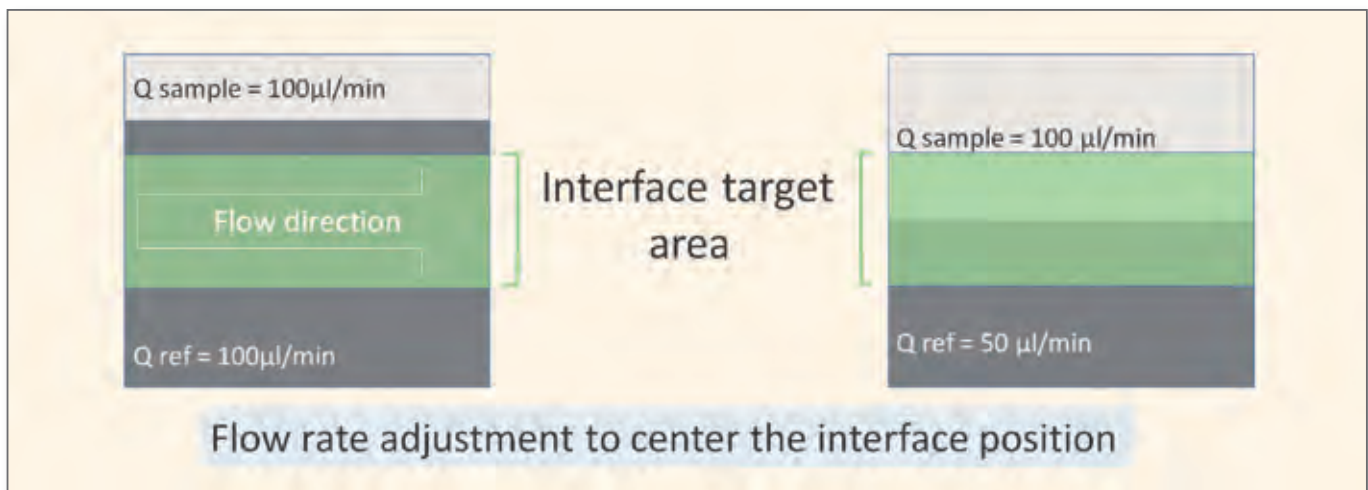 Q sample = 100µl/min
Flow direction
Q ref = 100µl/min
Interface target
area
Q sample = 100 µl/min
Q ref = 50 µl/min
Flow rate adjustment to center the interface position